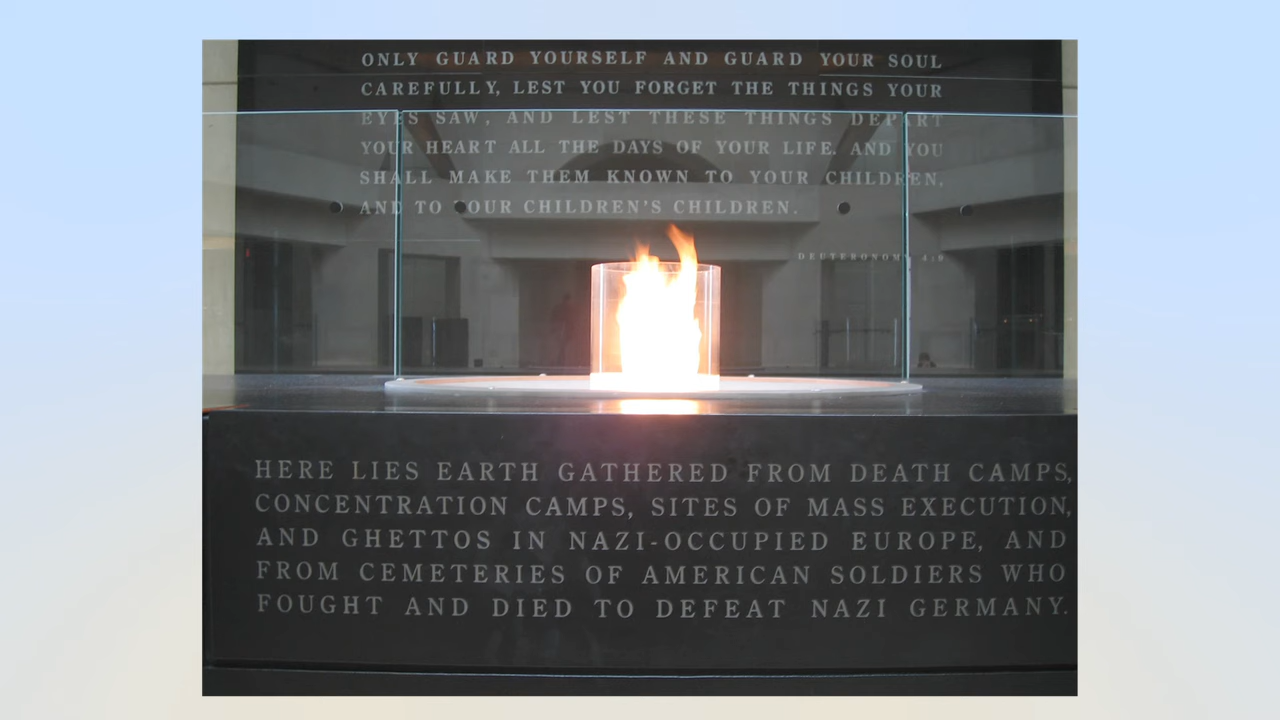 ONLY GUARD YOURSELF AND GUARD YOUR SOUL
CAREFULLY, LEST YOU FORGET THE THINGS YOUR
EYES SAW, AND LEST THESE THINGS DEPART
YOUR HEART ALL THE DAYS OF YOUR LIFE. AND YOU
SHALL MAKE THEM KNOWN TO YOUR CHILDREN,
AND TO YOUR CHILDREN'S CHILDREN.
DEUTERONOMY 4:9
HERE LIES EARTH GATHERED FROM DEATH CAMPS,
CONCENTRATION CAMPS, SITES OF MASS EXECUTION,
AND GHETTOS IN NAZI-OCCUPIED EUROPE, AND
FROM CEMETERIES OF AMERICAN SOLDIERS WHO
FOUGHT AND DIED TO DEFEAT NAZI GERMANY.